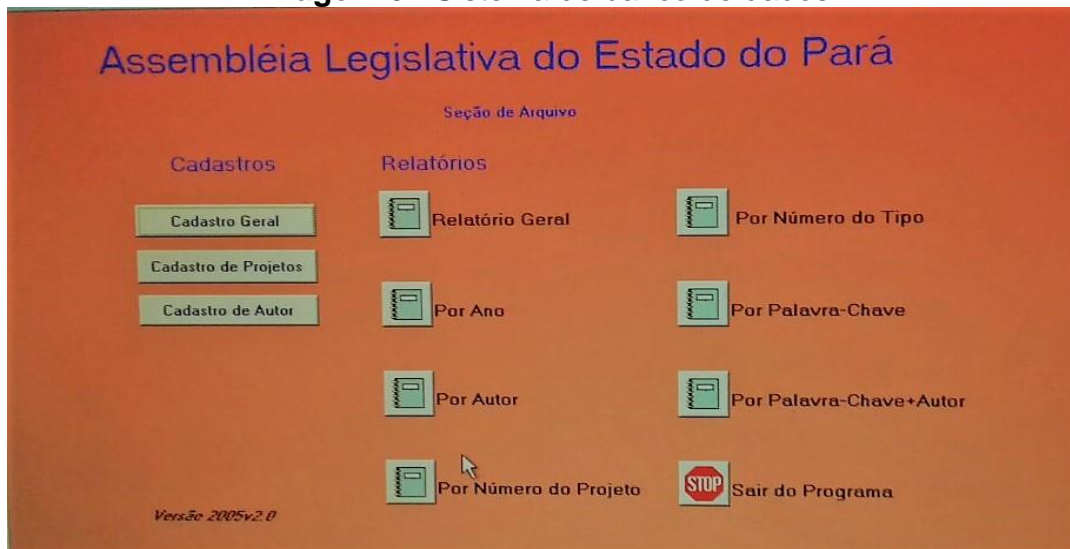 Assembléia Legislativa do Estado do Pará
Seção de Arquivo
Cadastros
Relatórios
Cadastro Geral
Relatório Geral
Por Número do Tipo
Cadastro de Projetos
Por Ano
Por Palavra-Chave
Cadastro de Autor
Por Autor
Por Palavra-Chave+Autor
Por Número do Projeto
STOP
Sair do Programa
Versão 2005v2.0